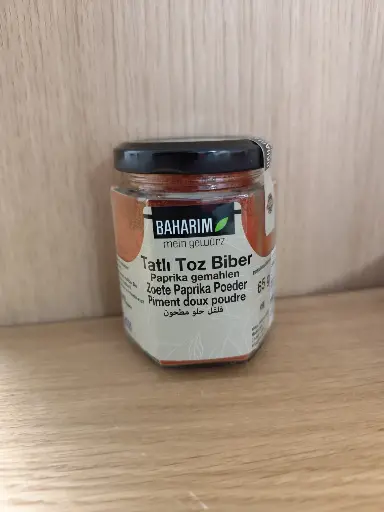 BAHARIM
mein gewürz
Tatlı Toz Biber
Paprika gemahlen
Zoete Paprika Poeder
Piment doux poudre
فلفل حلو مطحون
65 g